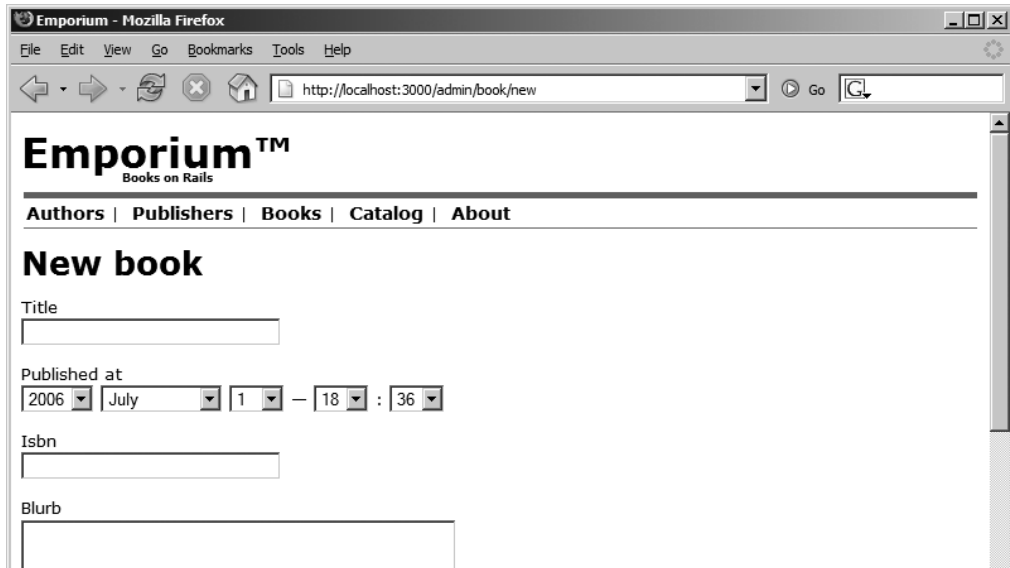 Emporium - Mozilla Firefox
File Edit View Go Bookmarks Tools Help
http://localhost:3000/admin/book/new Go G
Emporium™
Books on Rails
Authors | Publishers | Books | Catalog | About
New book
Title
Published at
2006 July 1 — 18 : 36
Isbn
Blurb